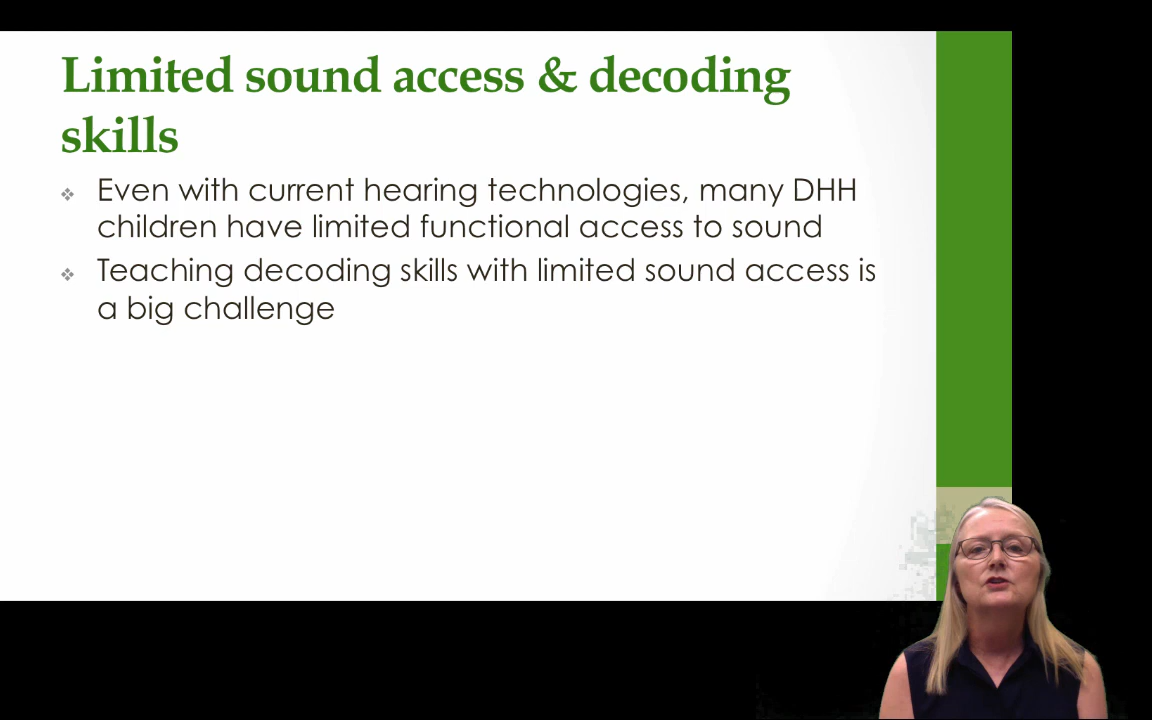 Limited sound access & decoding
skills
❖ Even with current hearing technologies, many DHH
children have limited functional access to sound
❖ Teaching decoding skills with limited sound access is
a big challenge